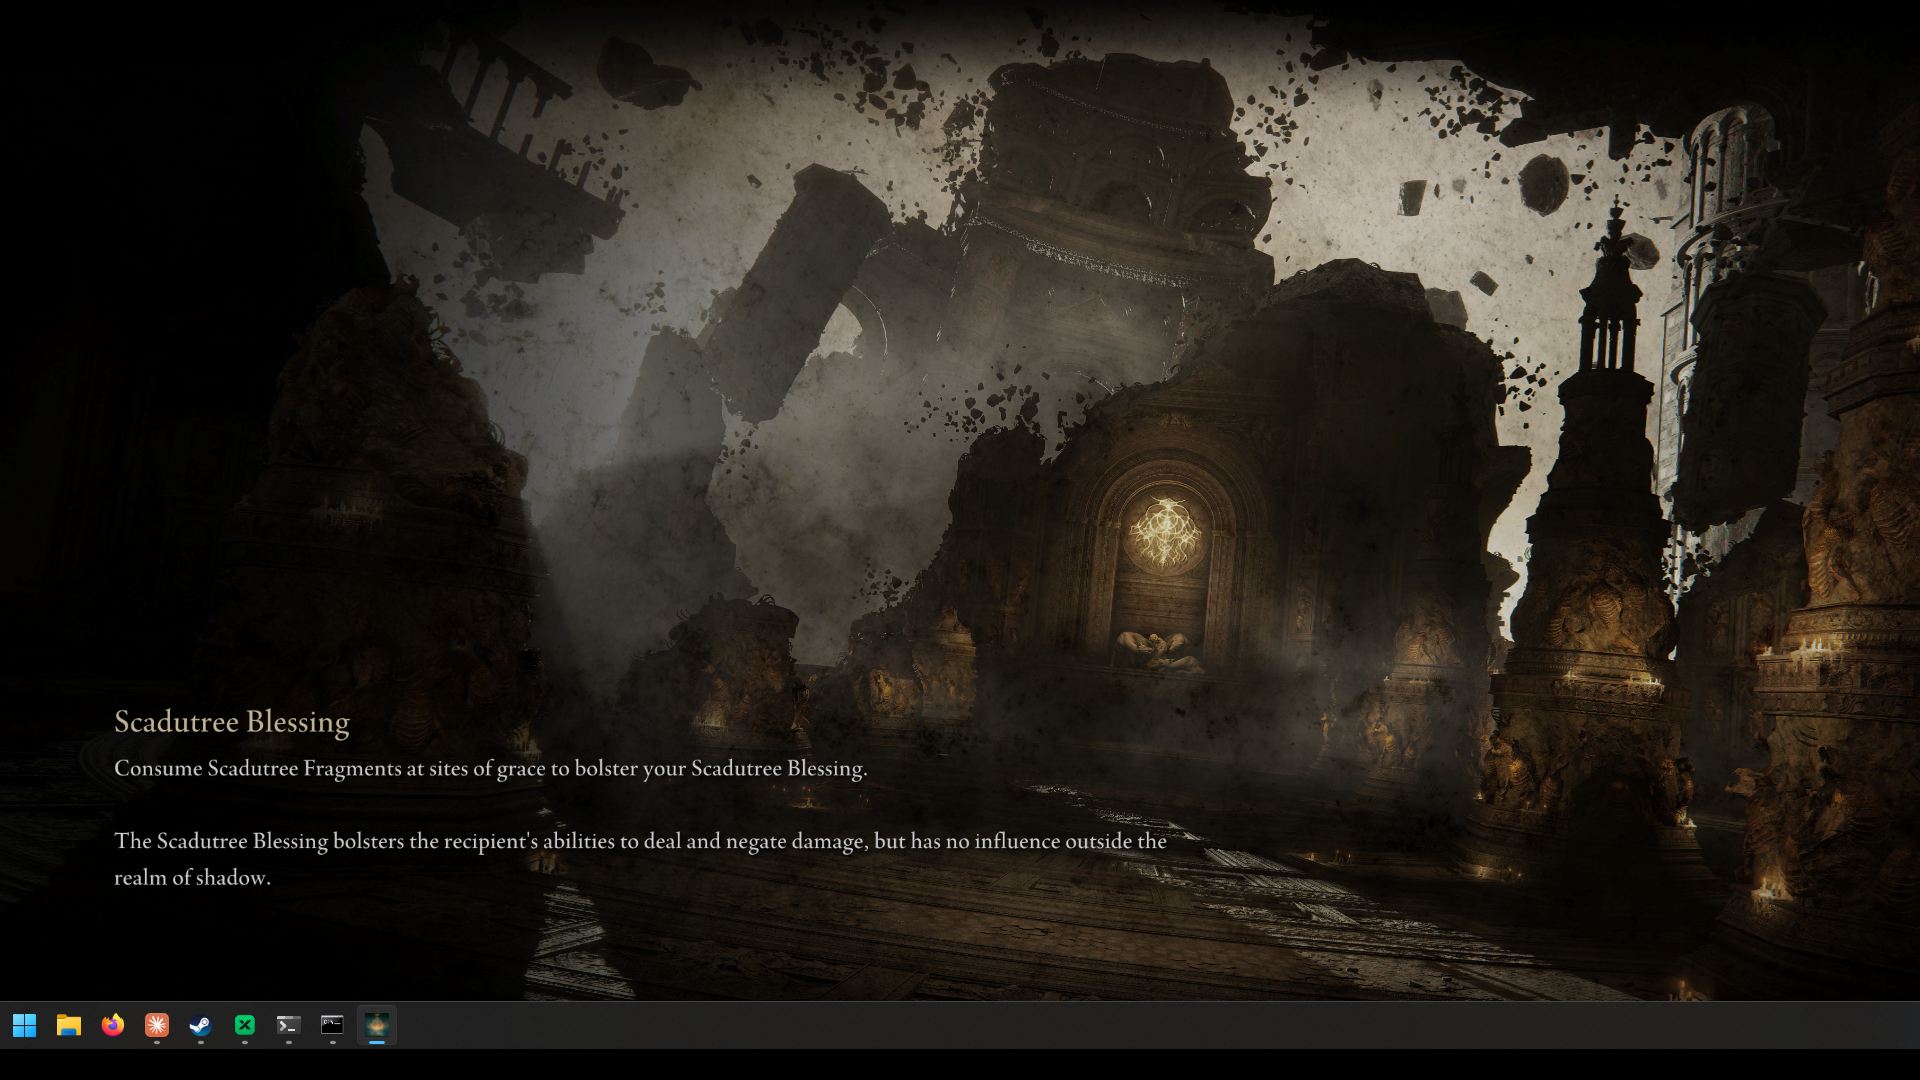 Scadutree Blessing
Consume Scadutree Fragments at sites of grace to bolster your Scadutree Blessing.
The Scadutree Blessing bolsters the recipient's abilities to deal and negate damage, but has no influence outside the
realm of shadow.